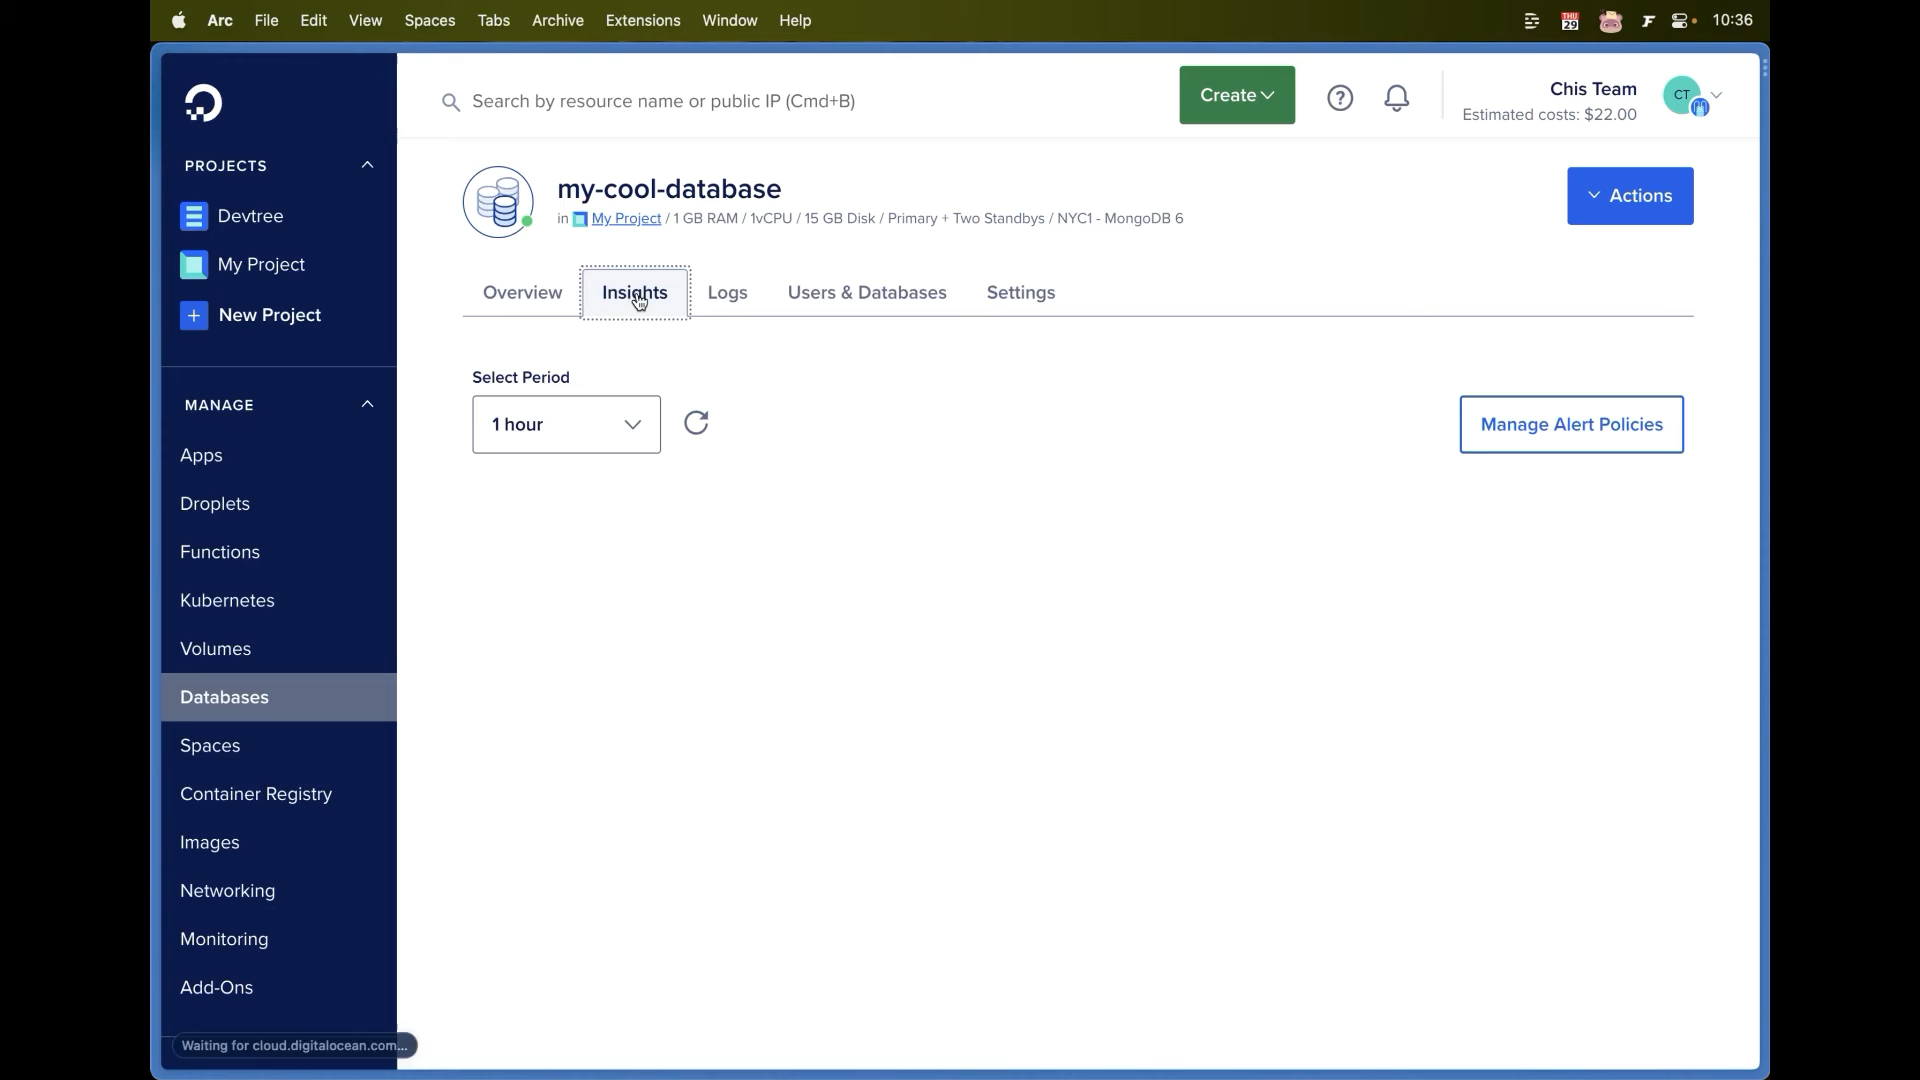 Arc File Edit View Spaces Tabs Archive Extensions Window Help
THU 29 10:36
Search by resource name or public IP (Cmd+B)
Create
Chis Team
Estimated costs: $22.00
CT
PROJECTS
Devtree
My Project
New Project
MANAGE
Apps
Droplets
Functions
Kubernetes
Volumes
Databases
Spaces
Container Registry
Images
Networking
Monitoring
Add-Ons
Waiting for cloud.digitalocean.com...
my-cool-database
in My Project / 1 GB RAM / 1vCPU / 15 GB Disk / Primary + Two Standbys / NYC1 - MongoDB 6
Actions
Overview Insights Logs Users & Databases Settings
Select Period
1 hour
Manage Alert Policies